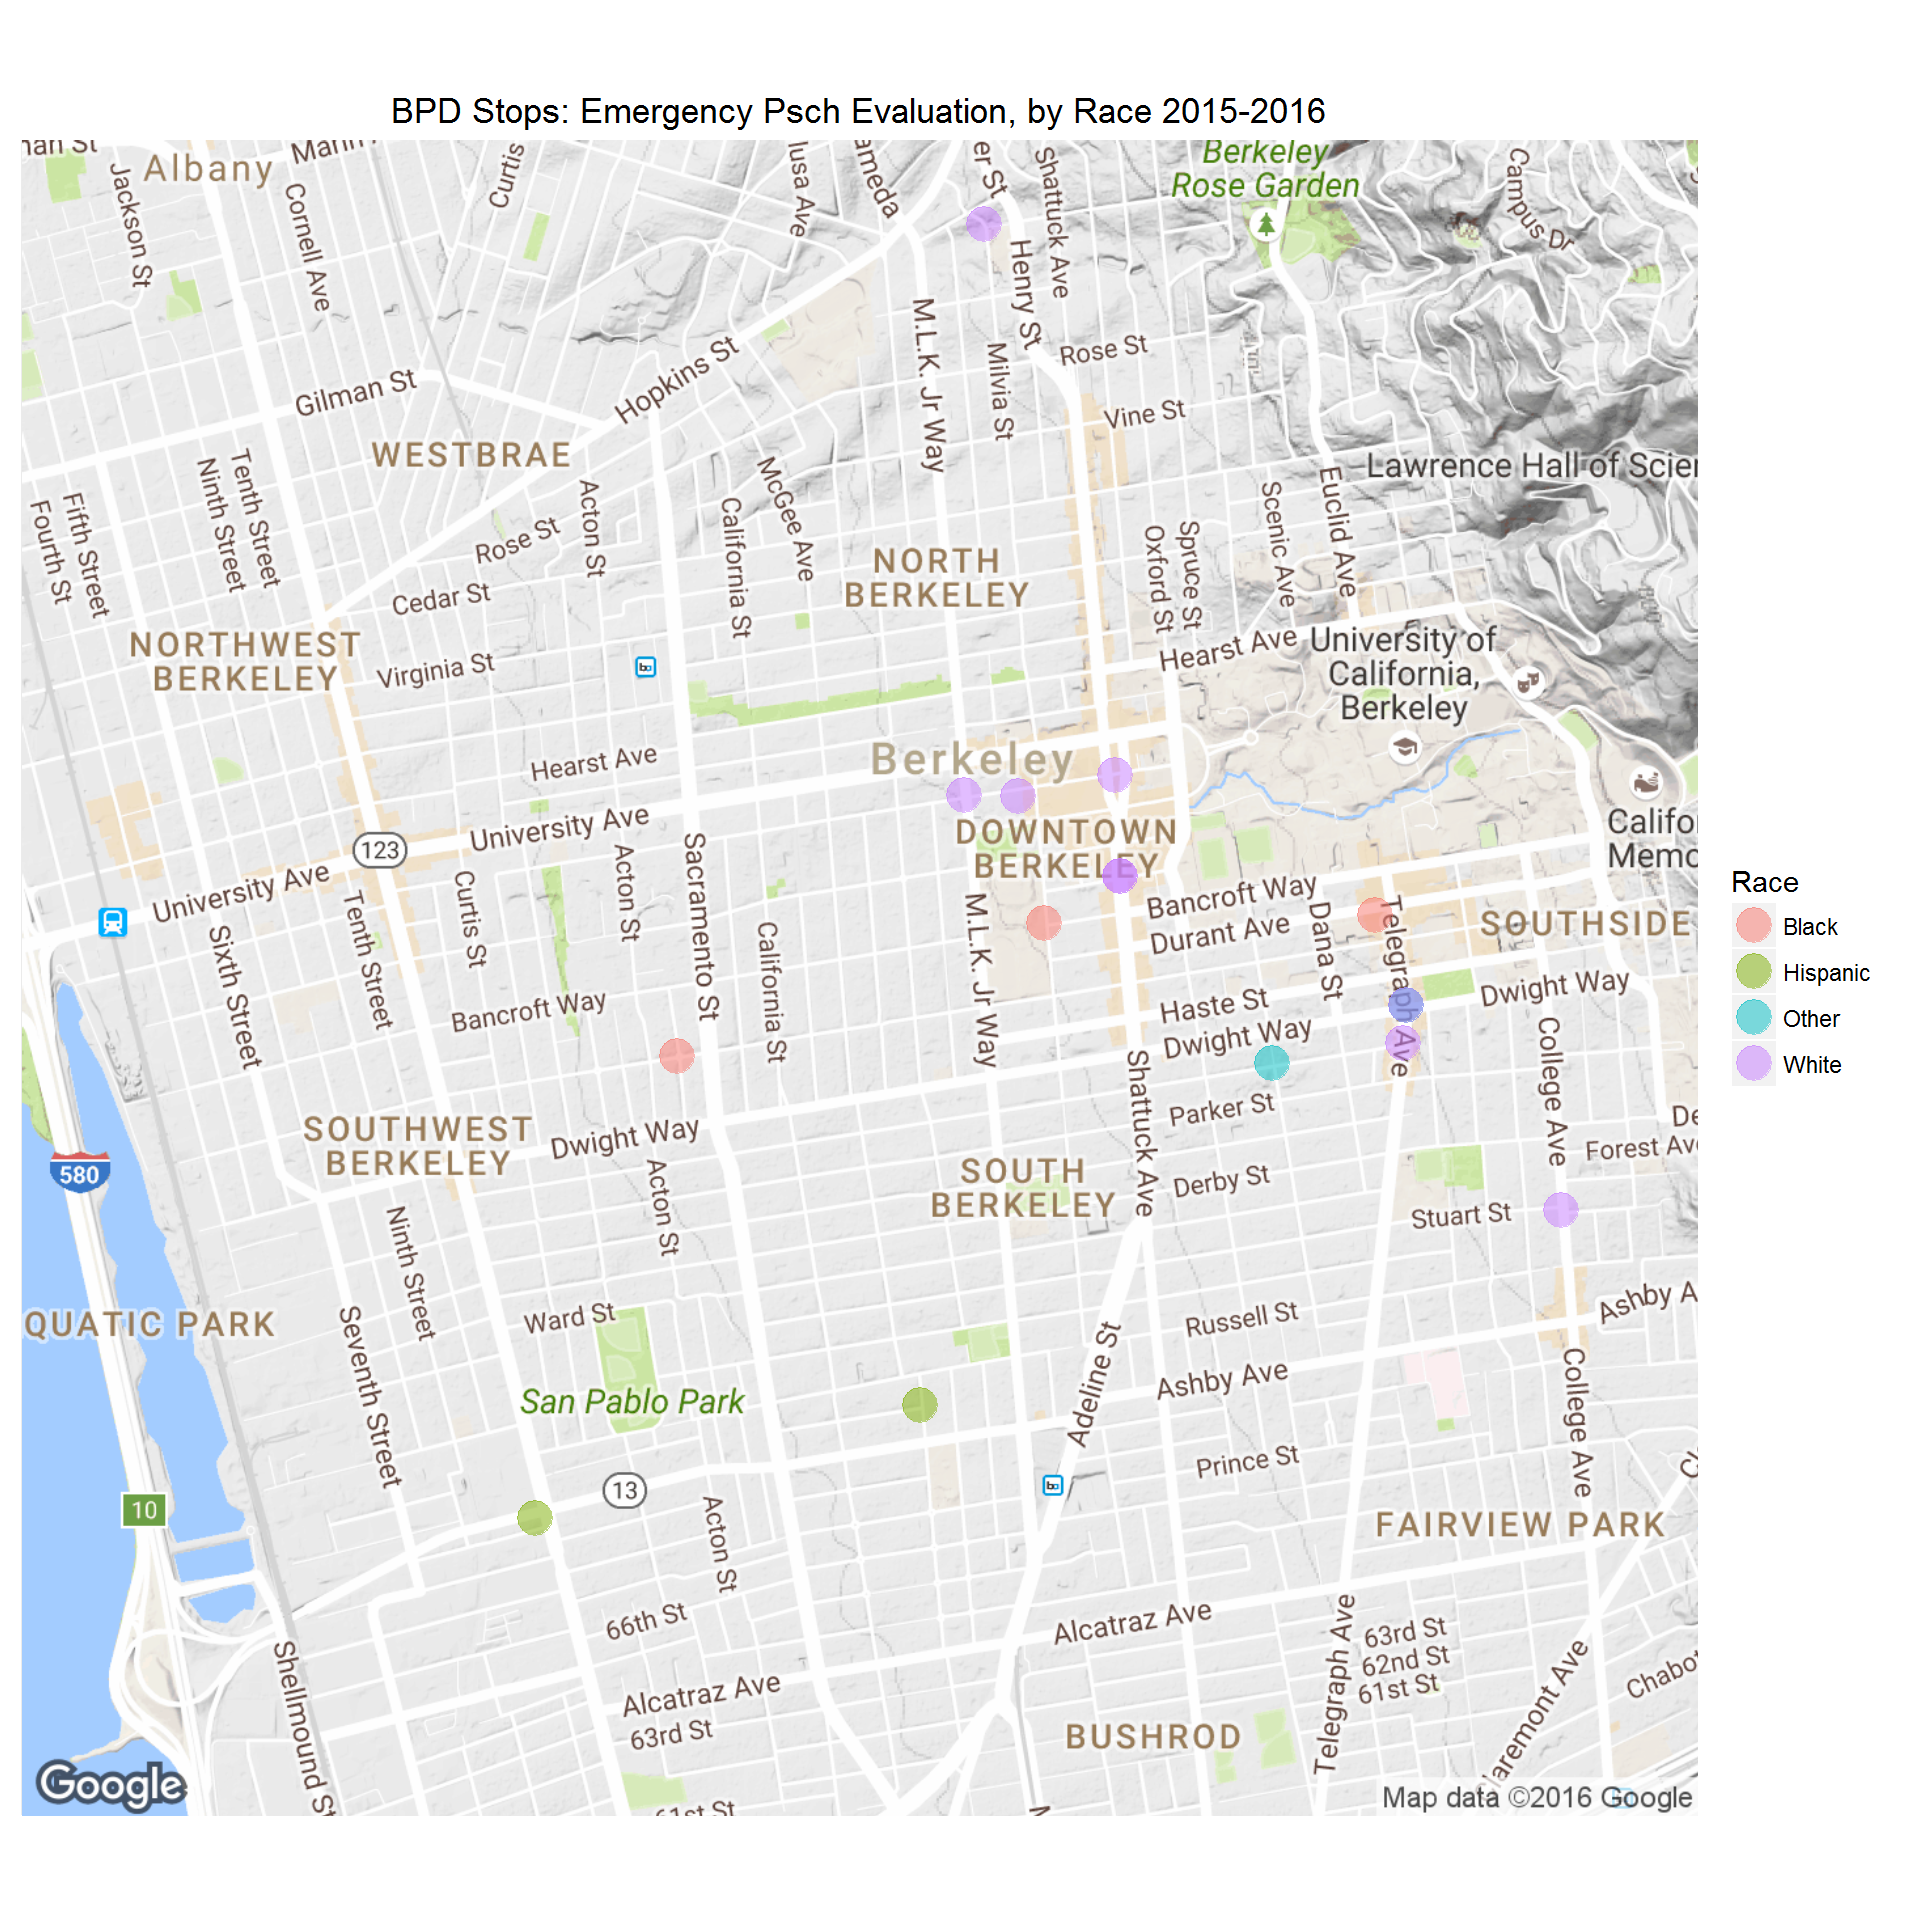 BPD Stops: Emergency Psch Evaluation, by Race 2015-2016
Albany
Jackson St
Cornell Ave
Curtis
Henry St
Shattuck Ave
Berkeley
Rose Garden
Campus Dr
M.L.K. Jr Way
Milvia St
Rose St
Vine St
Gilman St
Hopkins St
WESTBRAE
Lawrence Hall of Scier
Euclid Ave
Scenic Ave
Spruce St
Oxford St
Tenth Street
Ninth Street
Fifth Street
Fourth St
Acton St
California St
McGee Ave
Rose St
Cedar St
NORTH
BERKELEY
NORTHWEST
BERKELEY
Virginia St
Hearst Ave
University of
California,
Berkeley
Hearst Ave
Berkeley
University Ave
123
University Ave
DOWNTOWN
BERKELEY
Califo
Memo
Curtis St
Acton St
Sacramento St
California St
M.L.K. Jr Way
Bancroft Way
Durant Ave
Dana St
Telegraph Ave
SOUTHSIDE
Sixth Street
Tenth Street
Bancroft Way
Haste St
Dwight Way
Dwight Way
Shattuck Ave
College Ave
Parker St
SOUTHWEST
BERKELEY
Dwight Way
Acton St
SOUTH
BERKELEY
Derby St
Stuart St
De
Forest Av
580
Ninth Street
QUATIC PARK
Seventh Street
Ward St
San Pablo Park
Adeline St
Russell St
Ashby Ave
Ashby A
College Ave
Prince St
10
13
Acton St
FAIRVIEW PARK
66th St
Alcatraz Ave
63rd St
62nd St
61st St
Telegraph Ave
Claremont Ave
Chabot
Shellmound St
Alcatraz Ave
63rd St
61st St
BUSHROD
Google
Map data ©2016 Google
Race
Black
Hispanic
Other
White